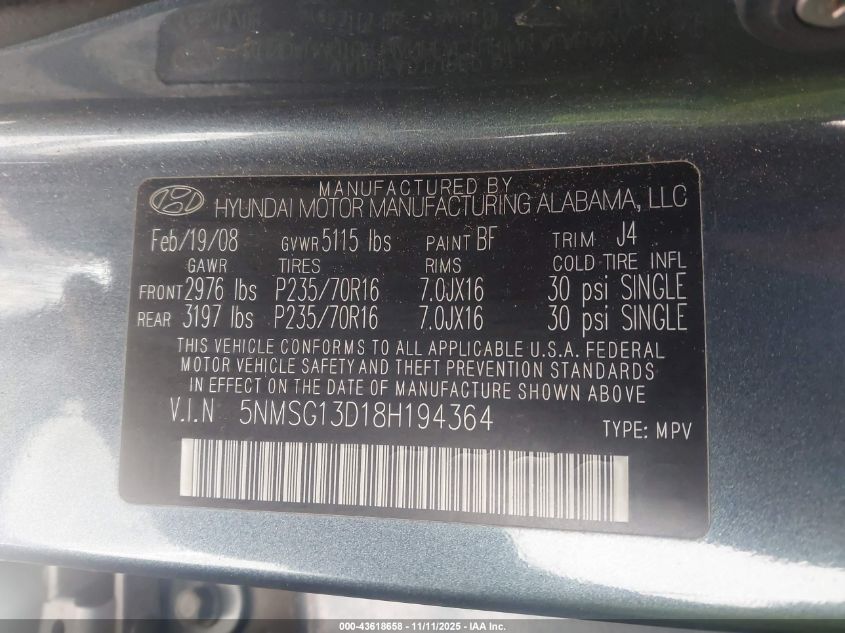 MANUFACTURED BY
HYUNDAI MOTOR MANUFACTURING ALABAMA, LLC
Feb/19/08 GVWR 5115 lbs PAINT BF TRIM J4
GAWR TIRES RIMS COLD TIRE INFL
FRONT 2976 lbs P235/70R16 7.0JX16 30 psi SINGLE
REAR 3197 lbs P235/70R16 7.0JX16 30 psi SINGLE
THIS VEHICLE CONFORMS TO ALL APPLICABLE U.S.A. FEDERAL
MOTOR VEHICLE SAFETY AND THEFT PREVENTION STANDARDS
IN EFFECT ON THE DATE OF MANUFACTURE SHOWN ABOVE
V.I.N 5NMSG13D18H194364
TYPE: MPV
000-43618658 - 11/11/2025 - IAA Inc.